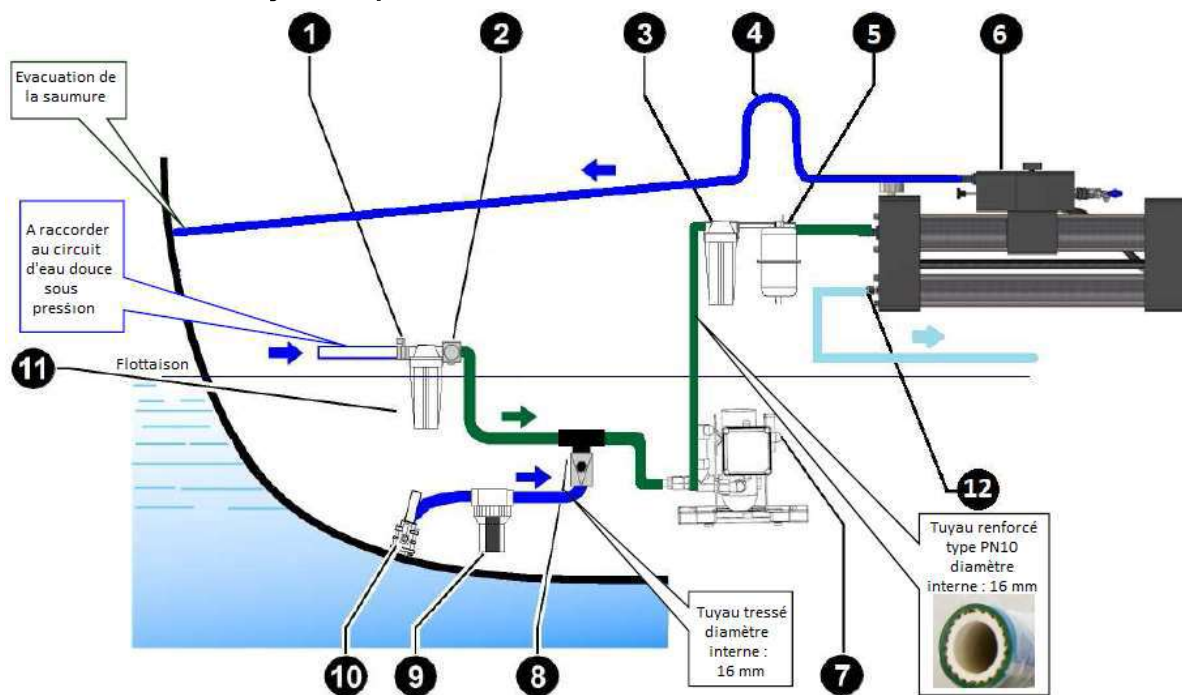 1
2
3
4
5
6
Evacuation de
la saumure
A raccorder
au circuit
d'eau douce
sous
pression
11
Flottaison
12
Tuyau renforcé
type PN10
diamètre
interne : 16 mm
Tuyau tressé
diamètre
interne :
16 mm
10
9
8
7